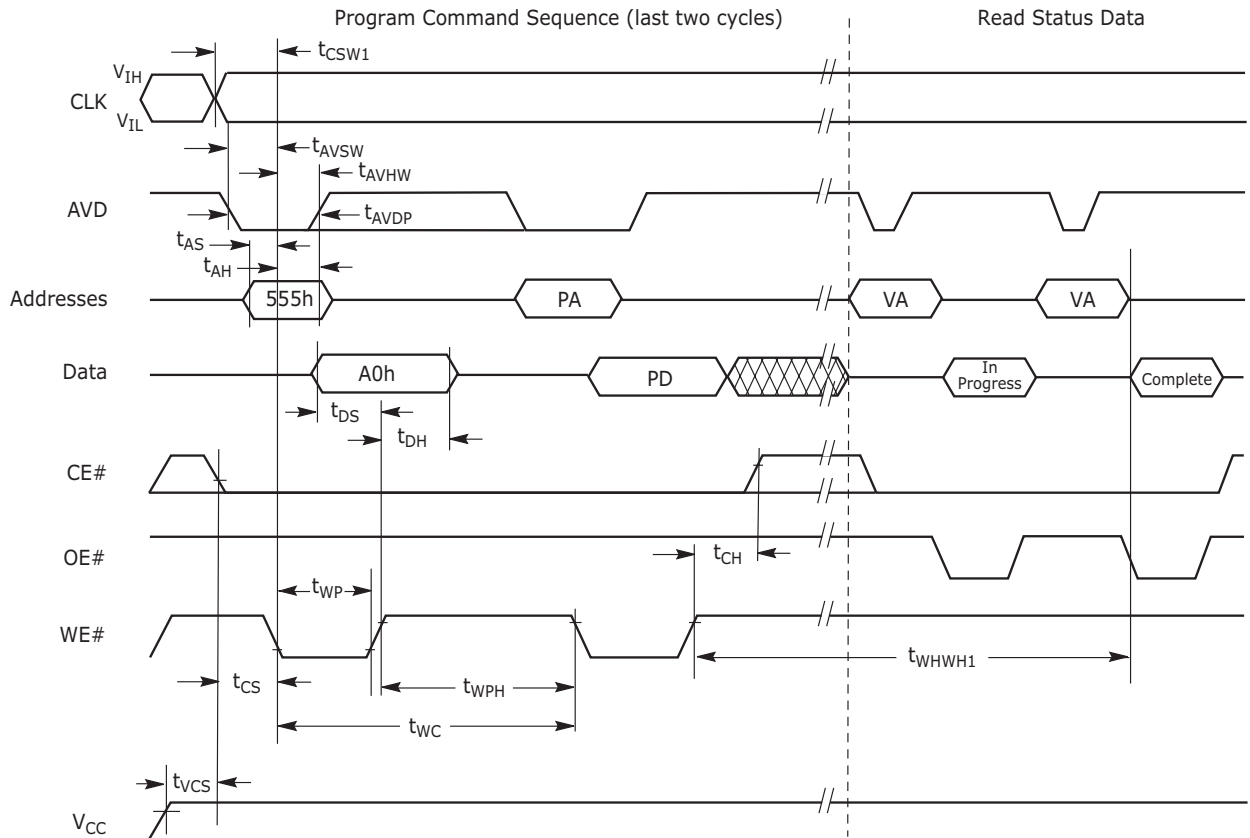 Program Command Sequence (last two cycles)
Read Status Data
tCSW1
VIH
CLK
VIL
tAVSW
tAVHW
AVD
tAVDP
tAS
tAH
Addresses
555h
PA
VA
VA
Data
A0h
PD
In
Progress
Complete
tDS
tDH
CE#
OE#
tCH
tWP
WE#
tWHWH1
tCS
tWPH
tWC
tVCS
VCC